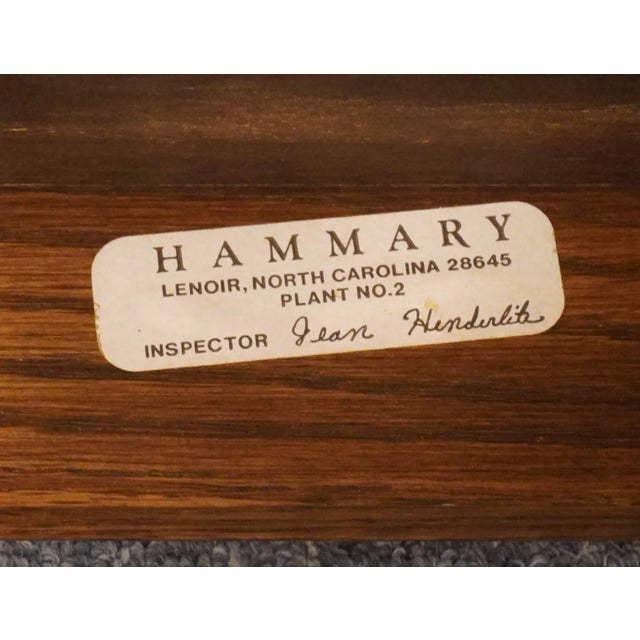 HAMMARY
LENOIR, NORTH CAROLINA 28645
PLANT NO.2
INSPECTOR Jean Henderlite